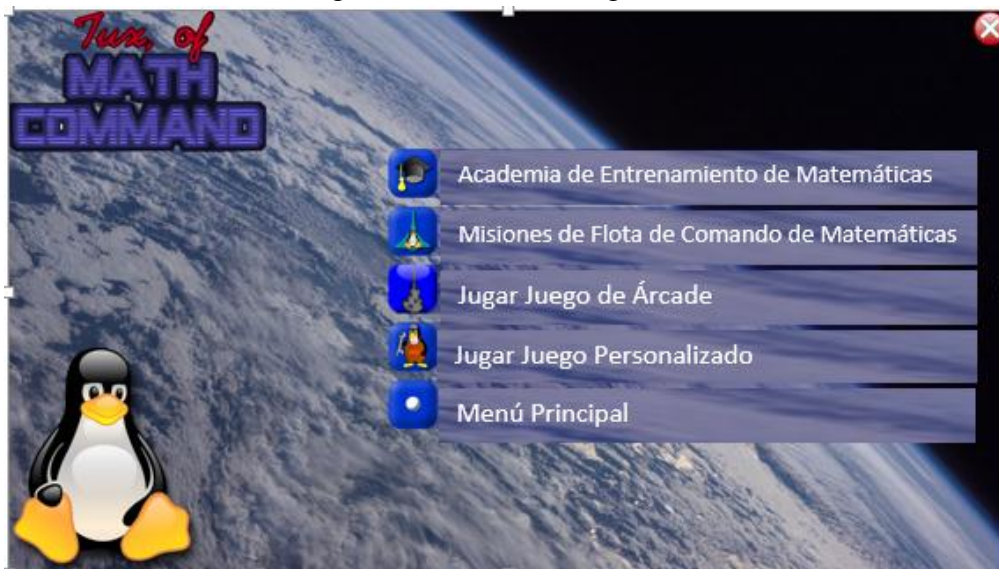 Tux, of
MATH
COMMAND
Academia de Entrenamiento de Matemáticas
Misiones de Flota de Comando de Matemáticas
Jugar Juego de Árcade
Jugar Juego Personalizado
Menú Principal